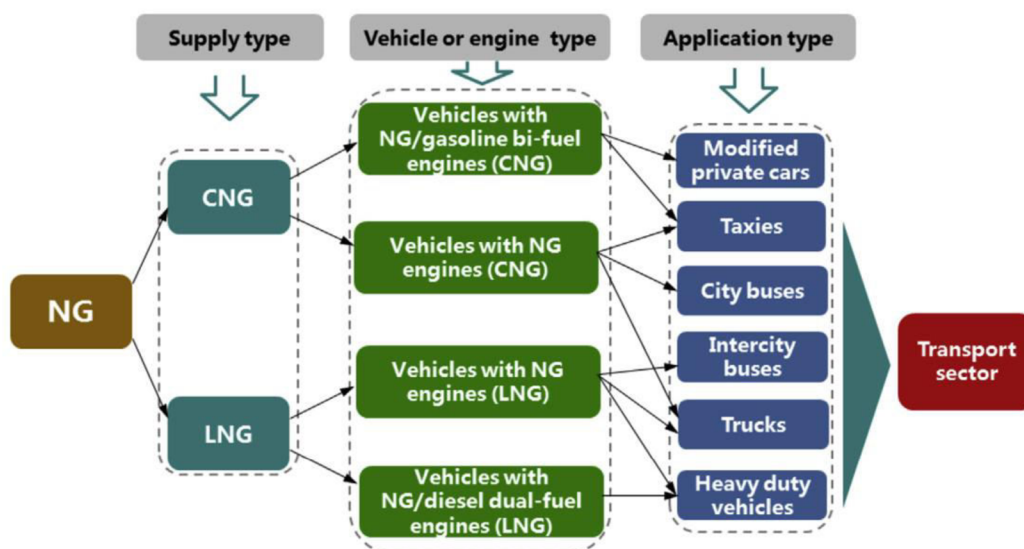 Supply type
Vehicle or engine type
Application type
Vehicles with
NG/gasoline bi-fuel
engines (CNG)
Modified
private cars
CNG
Taxies
Vehicles with NG
engines (CNG)
City buses
NG
Intercity
buses
Transport
sector
Vehicles with NG
engines (LNG)
Trucks
LNG
Vehicles with
NG/diesel dual-fuel
engines (LNG)
Heavy duty
vehicles